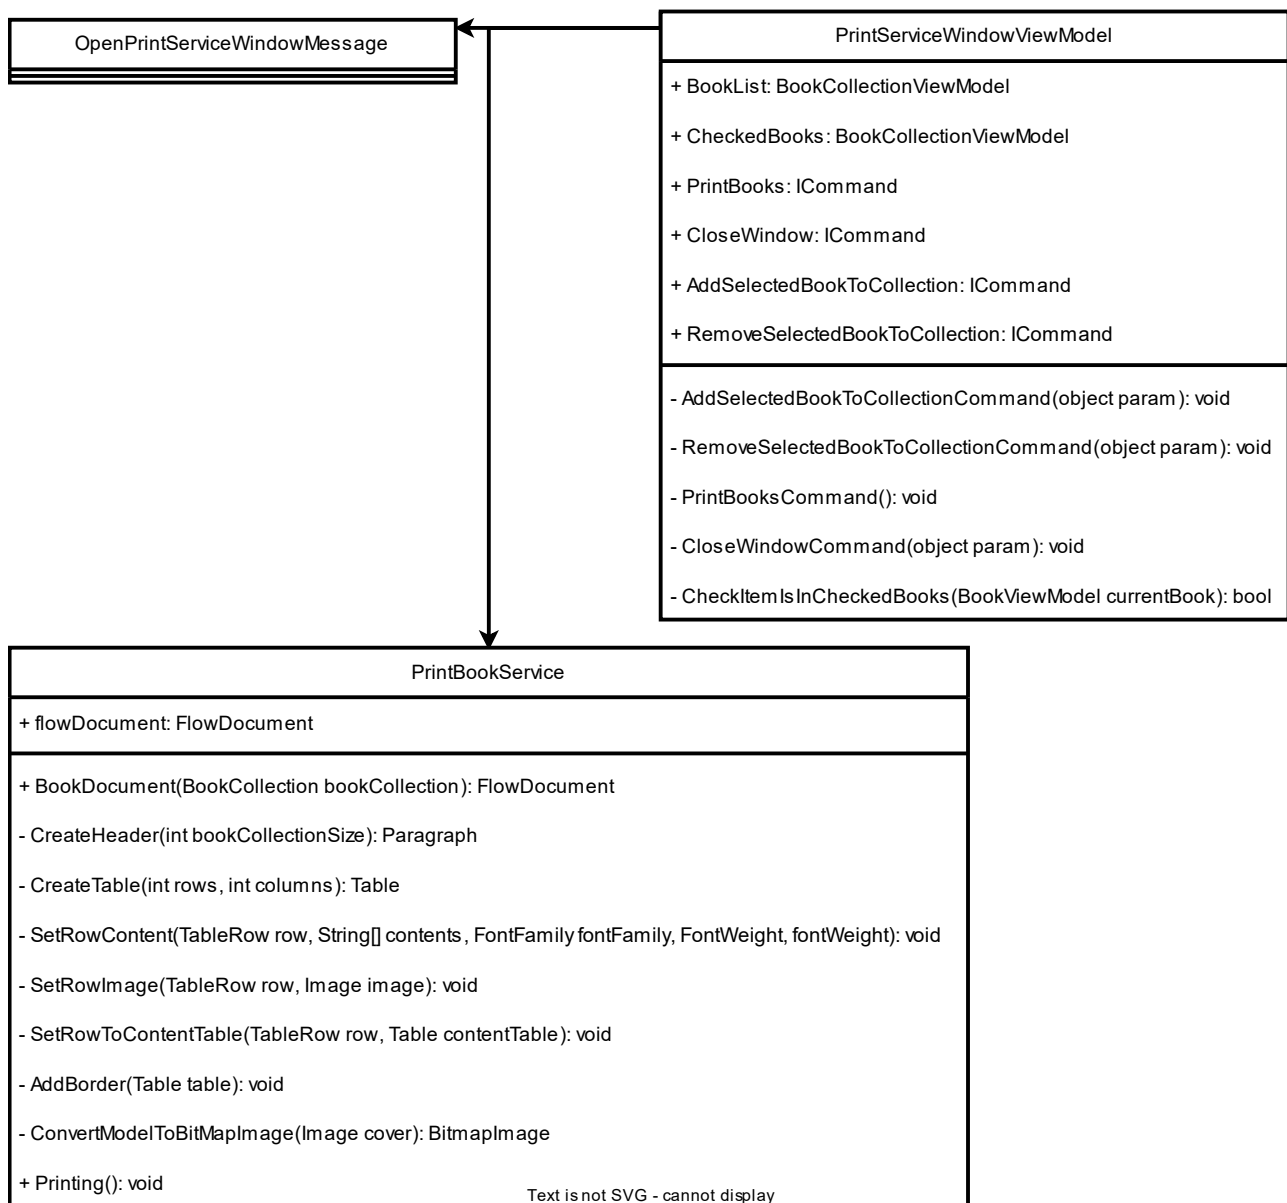 OpenPrintServiceWindowMessage
PrintServiceWindowViewModel
+ BookList: BookCollectionViewModel
+ CheckedBooks: BookCollectionViewModel
+ PrintBooks: ICommand
+ CloseWindow: ICommand
+ AddSelectedBookToCollection: ICommand
+ RemoveSelectedBookToCollection: ICommand
- AddSelectedBookToCollectionCommand(object param): void
- RemoveSelectedBookToCollectionCommand(object param): void
- PrintBooksCommand(): void
- CloseWindowCommand(object param): void
- CheckItemIsInCheckedBooks(BookViewModel currentBook): bool
PrintBookService
+ flowDocument: FlowDocument
+ BookDocument(BookCollection bookCollection): FlowDocument
- CreateHeader(int bookCollectionSize): Paragraph
- CreateTable(int rows, int columns): Table
- SetRowContent(TableRow row, String[] contents, FontFamily fontFamily, FontWeight, fontWeight): void
- SetRowImage(TableRow row, Image image): void
- SetRowToContentTable(TableRow row, Table contentTable): void
- AddBorder(Table table): void
- ConvertModelToBitMapImage(Image cover): BitmapImage
+ Printing(): void
Text is not SVG - cannot display